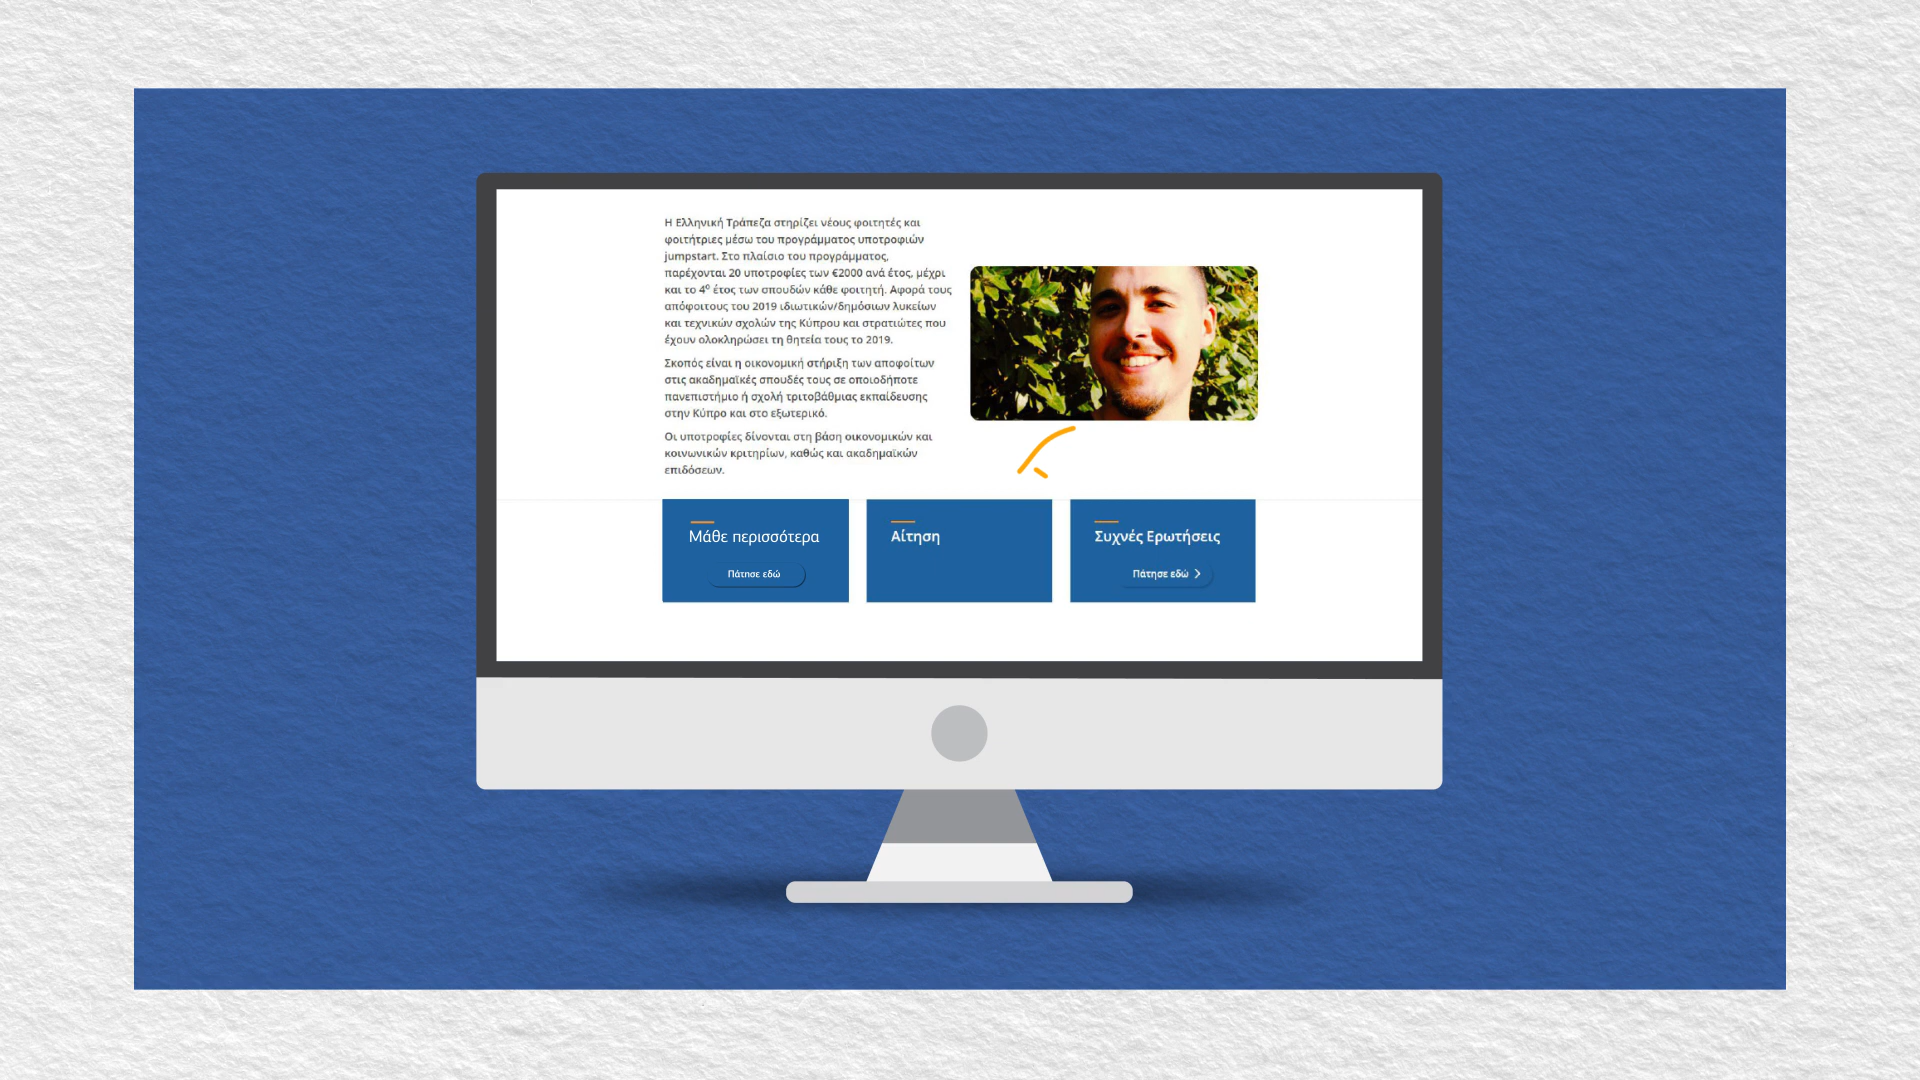 Η Ελληνική Τράπεζα στηρίζει νέους φοιτητές και
φοιτήτριες μέσω του προγράμματος υποτροφιών
jumpstart. Στο πλαίσιο του προγράμματος,
παρέχονται 20 υποτροφίες των €2000 ανά έτος, μέχρι
και το 4º έτος των σπουδών κάθε φοιτητή. Αφορά τους
απόφοιτους του 2019 ιδιωτικών/δημόσιων λυκείων
και τεχνικών σχολών της Κύπρου και στρατιώτες που
έχουν ολοκληρώσει τη θητεία τους το 2019.
Σκοπός είναι η οικονομική στήριξη των αποφοίτων
στις ακαδημαϊκές σπουδές τους σε οποιοδήποτε
πανεπιστήμιο ή σχολή τριτοβάθμιας εκπαίδευσης
στην Κύπρο και στο εξωτερικό.
Οι υποτροφίες δίνονται στη βάση οικονομικών και
κοινωνικών κριτηρίων, καθώς και ακαδημαϊκών
επιδόσεων.
Μάθε περισσότερα
Πάτησε εδώ
Αίτηση
Συχνές Ερωτήσεις
Πάτησε εδώ